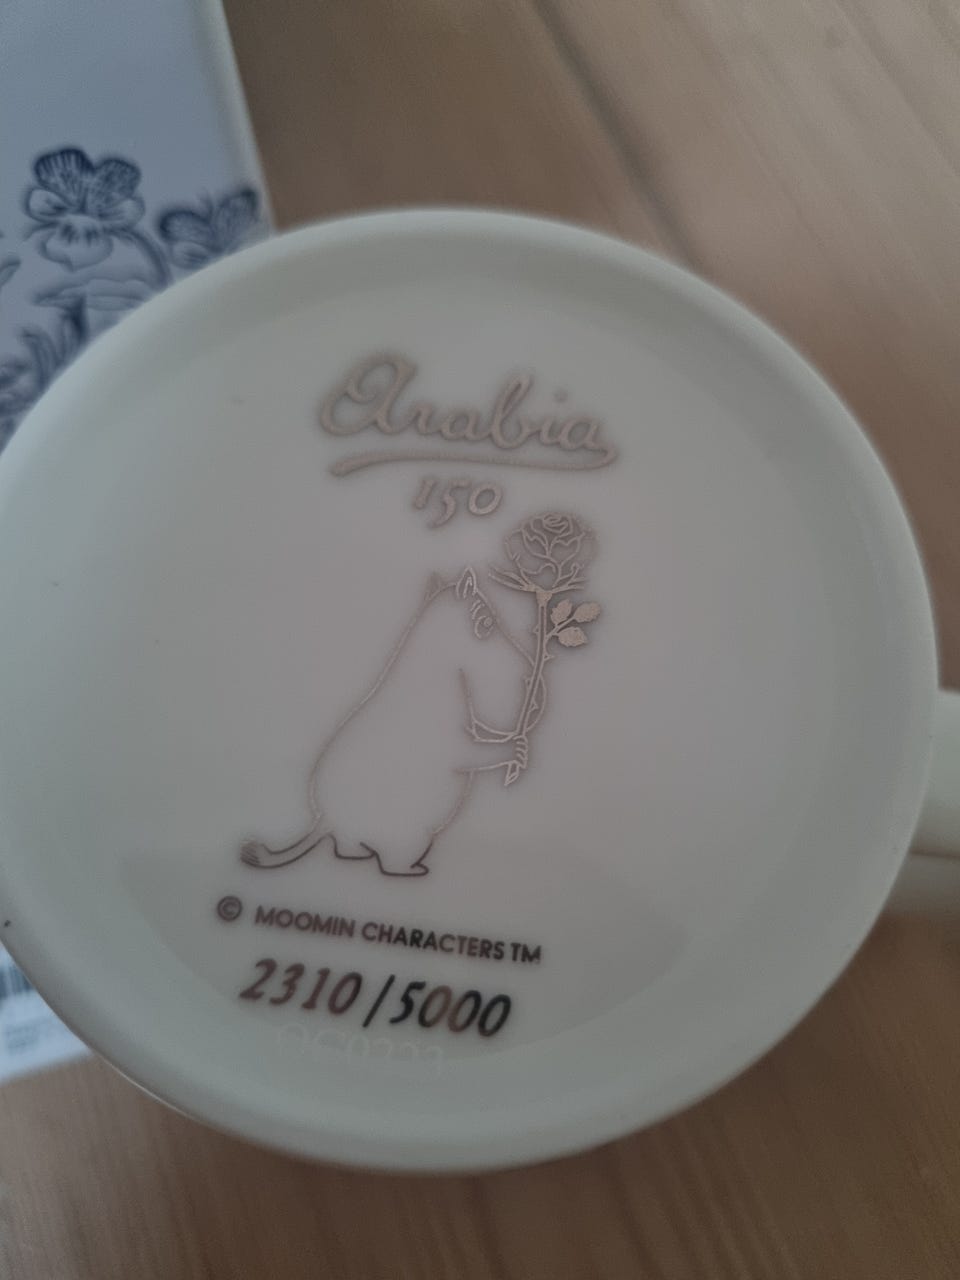 Arabia
150
© MOOMIN CHARACTERS TM
2310/5000